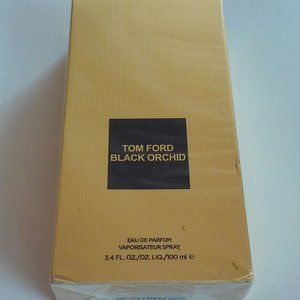 TOM FORD
BLACK ORCHID
EAU DE PARFUM
VAPORISATEUR SPRAY
3.4 FL. OZ./OZ. LIQ./100 ml ℮